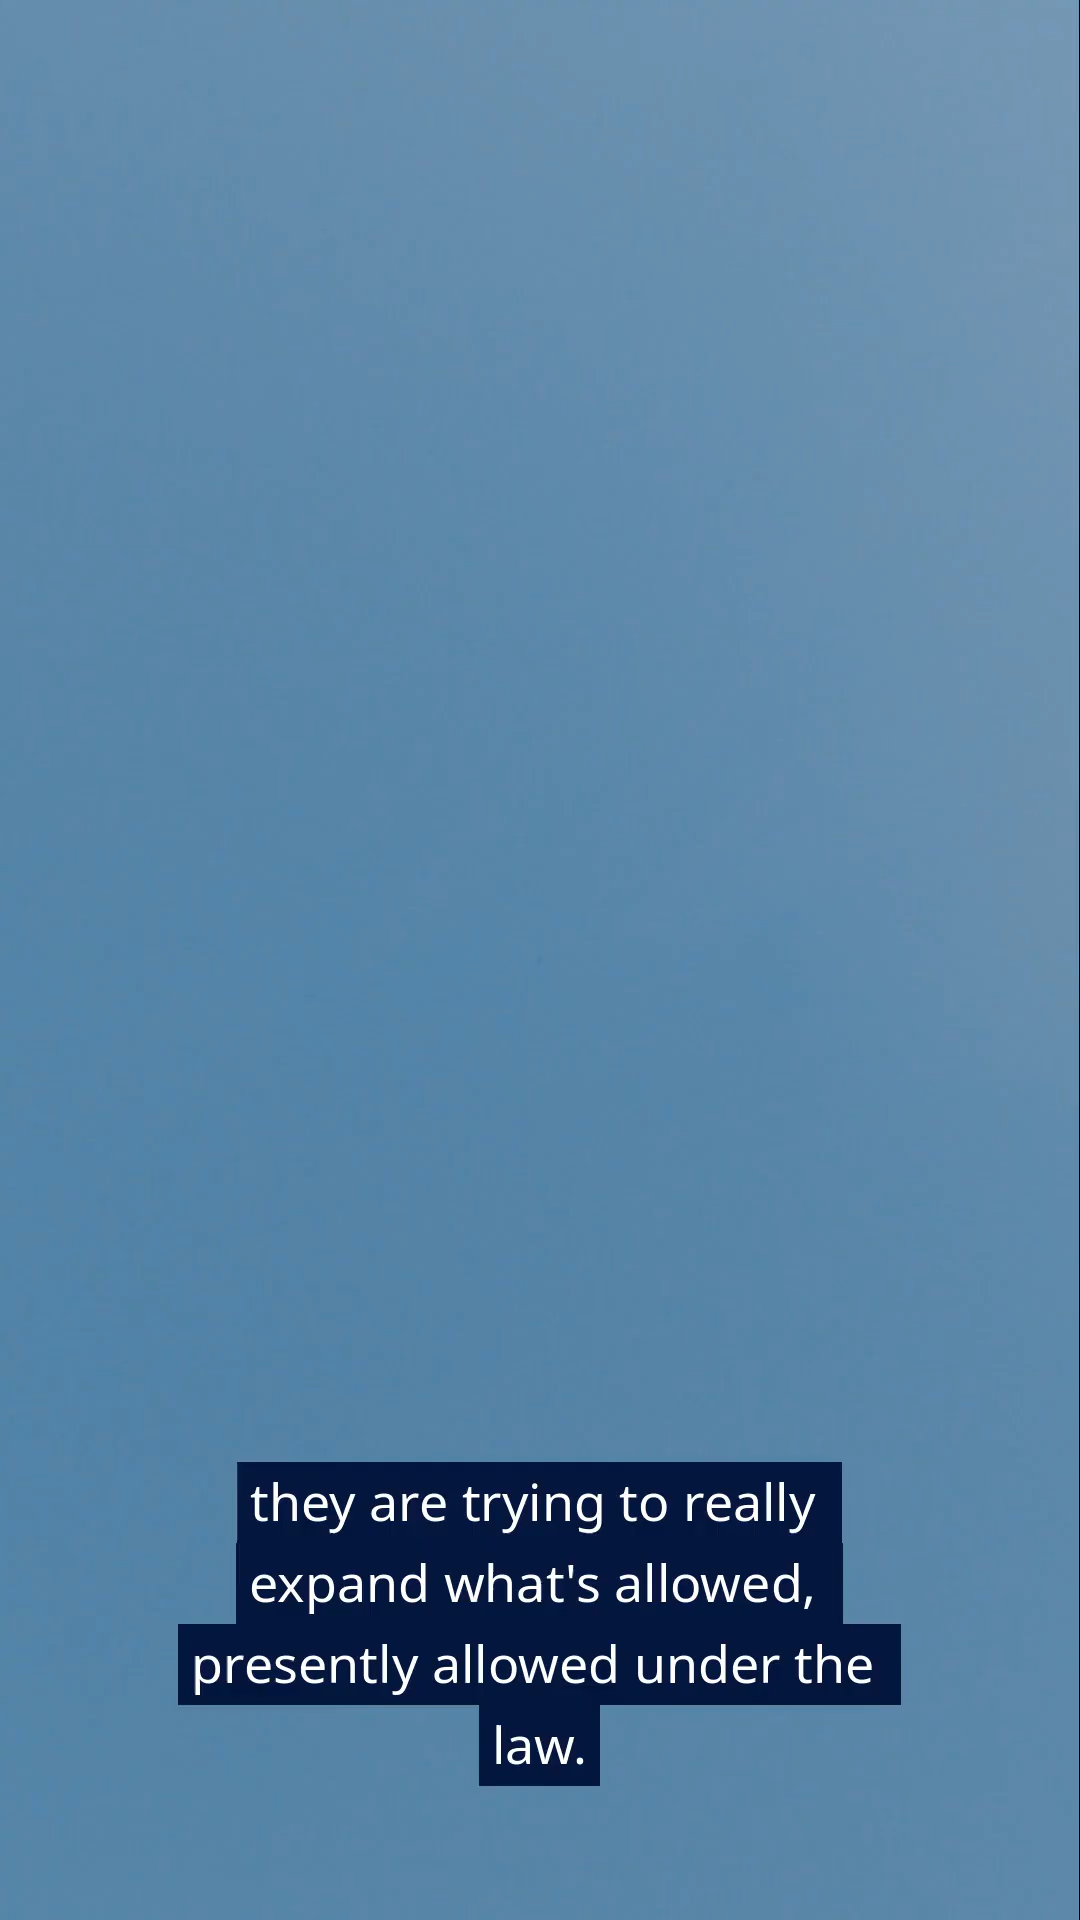 they are trying to really
expand what's allowed,
presently allowed under the
law.